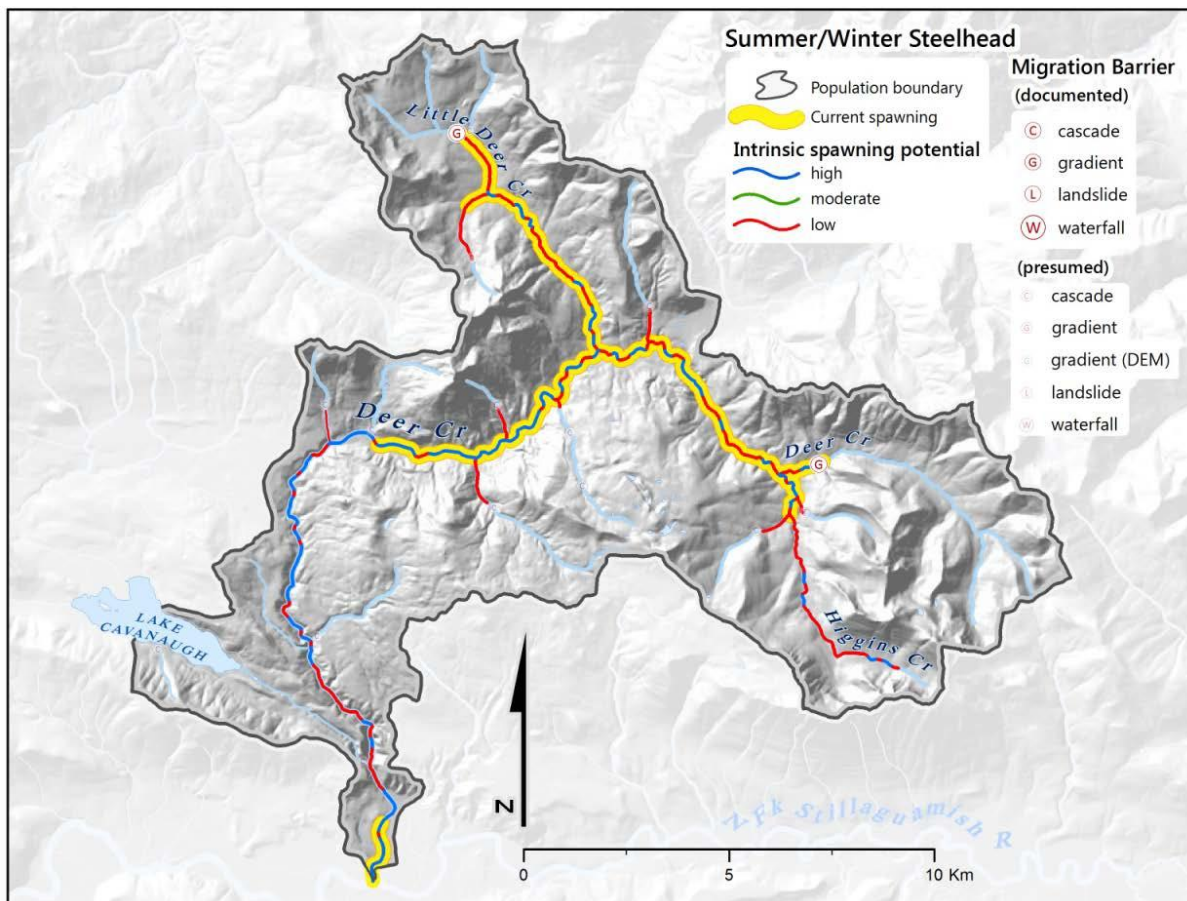 Summer/Winter Steelhead
Population boundary
Current spawning
Intrinsic spawning potential
high
moderate
low
Migration Barrier
(documented)
C cascade
G gradient
L landslide
W waterfall
(presumed)
cascade
gradient
gradient (DEM)
landslide
waterfall
Little Deer Cr
G
Deer Cr
Deer Cr
G
Higgins Cr
LAKE
CAVANAUGH
N
N Fk Stillaguamish R
0 5 10 Km